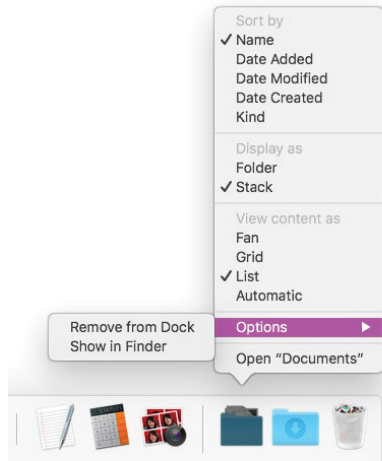 Sort by
✓ Name
Date Added
Date Modified
Date Created
Kind
Display as
Folder
✓ Stack
View content as
Fan
Grid
✓ List
Automatic
Options
Remove from Dock
Show in Finder
Open “Documents”